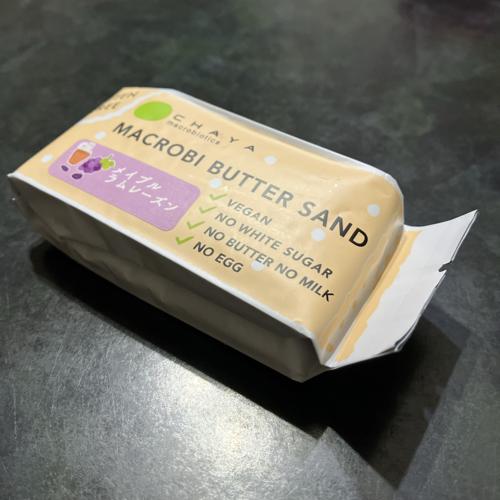 CHAYA
macrobiotics
MACROBI BUTTER SAND
メイプル
ラムレーズン
VEGAN
NO WHITE SUGAR
NO BUTTER NO MILK
NO EGG